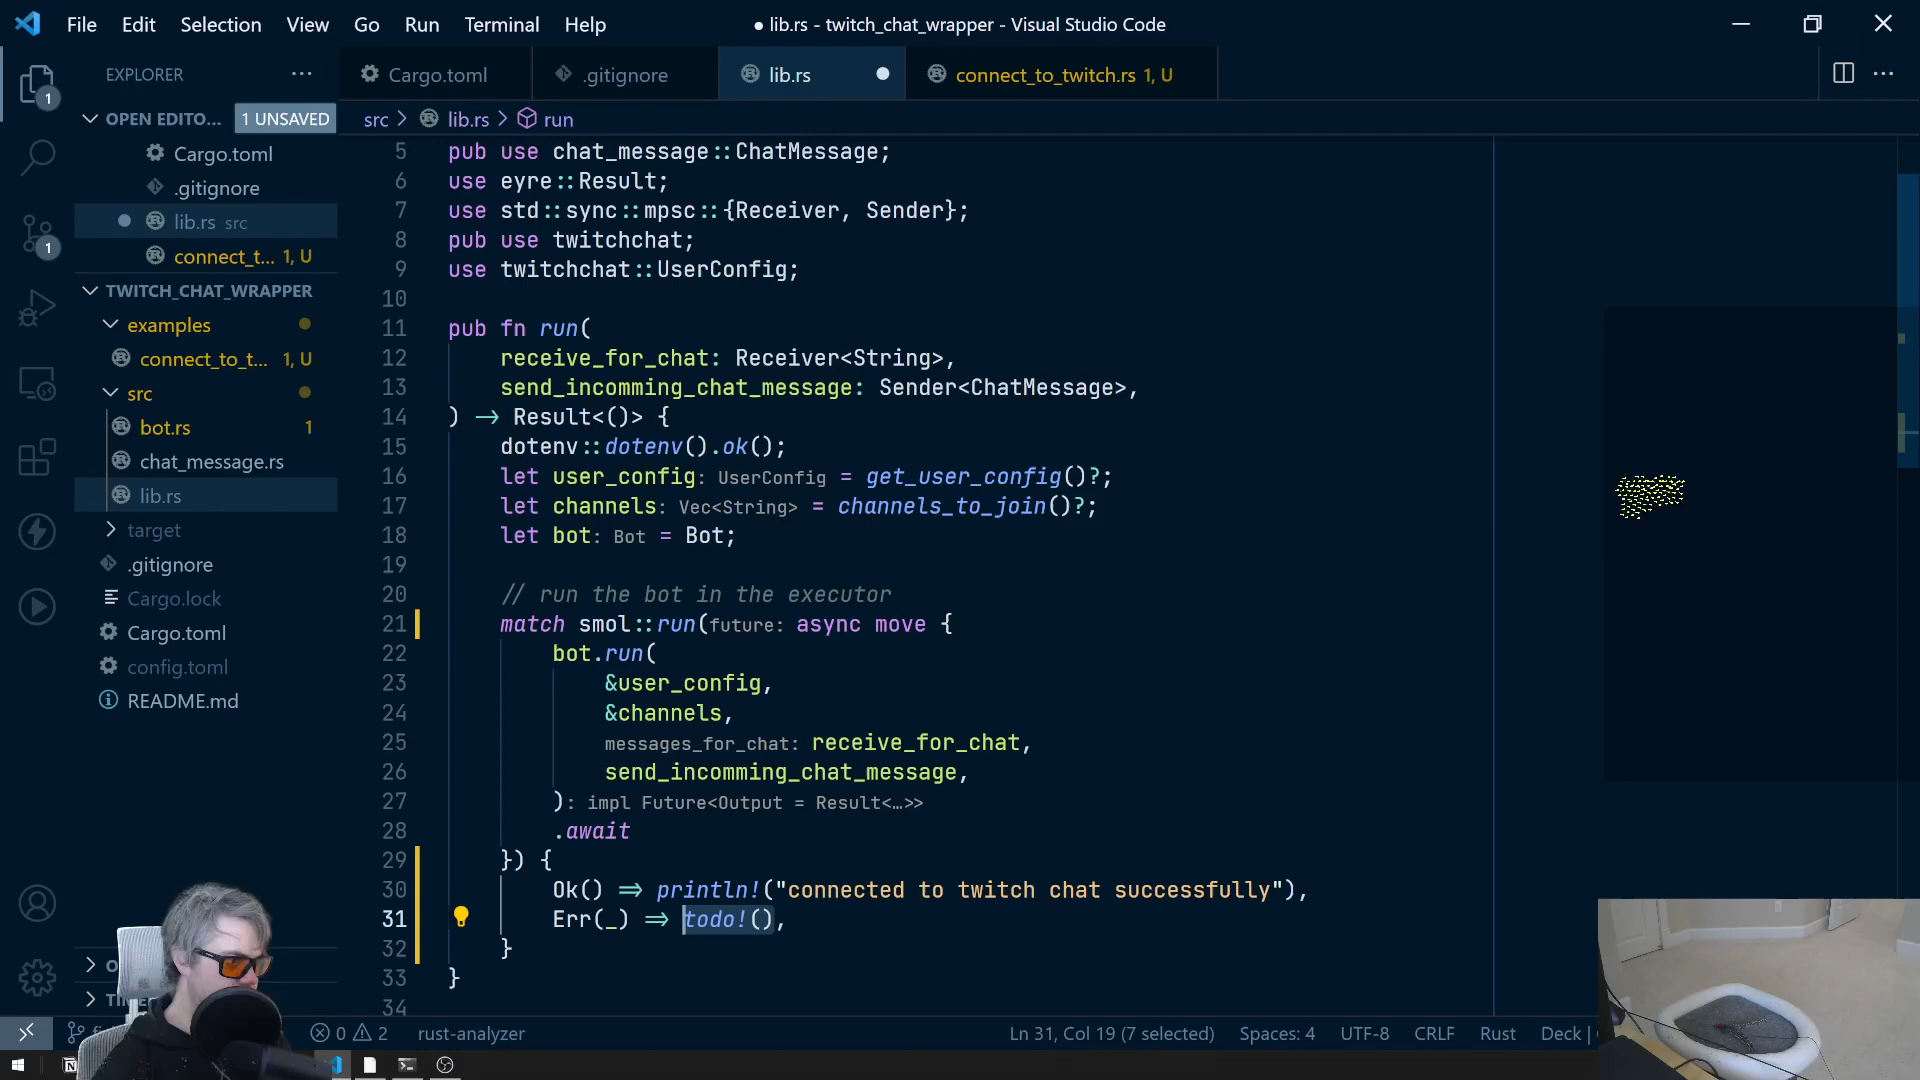 File Edit Selection View Go Run Terminal Help
● lib.rs - twitch_chat_wrapper - Visual Studio Code
EXPLORER
Cargo.toml
.gitignore
lib.rs
connect_to_twitch.rs 1, U
1
OPEN EDITO... 1 UNSAVED
src > lib.rs > run
Cargo.toml
.gitignore
lib.rs src
connect_t... 1, U
1
TWITCH_CHAT_WRAPPER
examples
connect_to_t... 1, U
src
bot.rs 1
chat_message.rs
lib.rs
target
.gitignore
Cargo.lock
Cargo.toml
config.toml
README.md
5 pub use chat_message::ChatMessage;
6 use eyre::Result;
7 use std::sync::mpsc::{Receiver, Sender};
8 pub use twitchchat;
9 use twitchchat::UserConfig;
10
11 pub fn run(
12 receive_for_chat: Receiver<String>,
13 send_incomming_chat_message: Sender<ChatMessage>,
14 ) -> Result<()> {
15 dotenv::dotenv().ok();
16 let user_config: UserConfig = get_user_config()?;
17 let channels: Vec<String> = channels_to_join()?;
18 let bot: Bot = Bot;
19
20 // run the bot in the executor
21 match smol::run(future: async move {
22 bot.run(
23 &user_config,
24 &channels,
25 messages_for_chat: receive_for_chat,
26 send_incomming_chat_message,
27 ): impl Future<Output = Result<…>>
28 .await
29 }) {
30 Ok() => println!("connected to twitch chat successfully"),
31 Err(_) => todo!(),
32 }
33 }
34
0 2 rust-analyzer
Ln 31, Col 19 (7 selected) Spaces: 4 UTF-8 CRLF Rust Deck